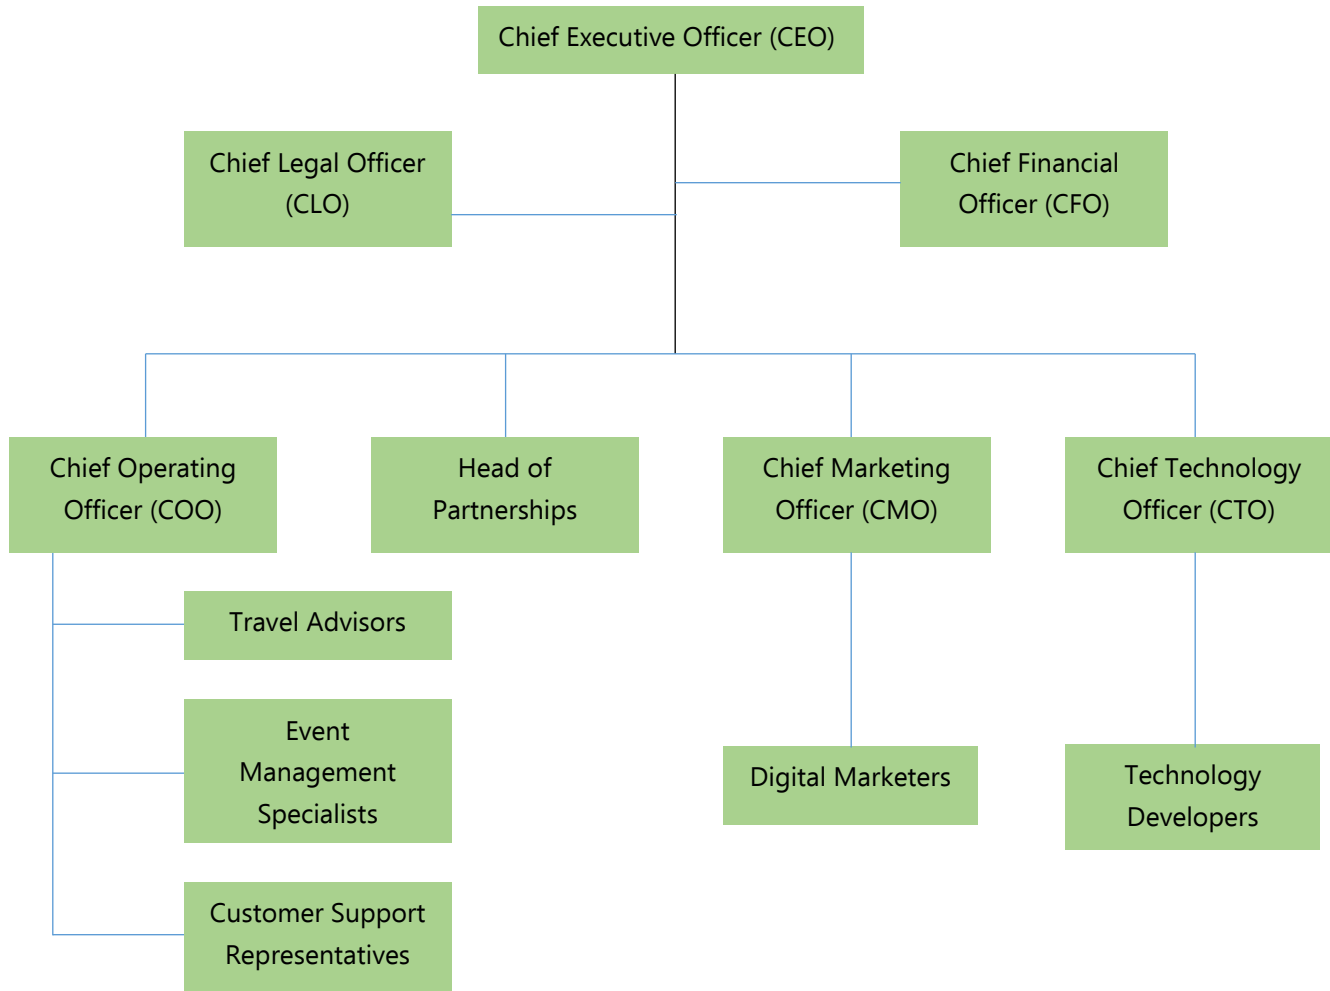 Chief Executive Officer (CEO)
Chief Legal Officer
(CLO)
Chief Financial
Officer (CFO)
Chief Operating
Officer (COO)
Head of
Partnerships
Chief Marketing
Officer (CMO)
Chief Technology
Officer (CTO)
Travel Advisors
Event
Management
Specialists
Customer Support
Representatives
Digital Marketers
Technology
Developers